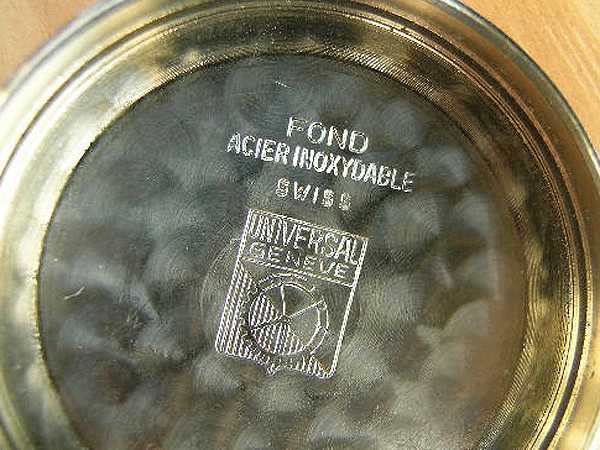 FOND
ACIER INOXYDABLE
SWISS
UNIVERSAL
GENEVE